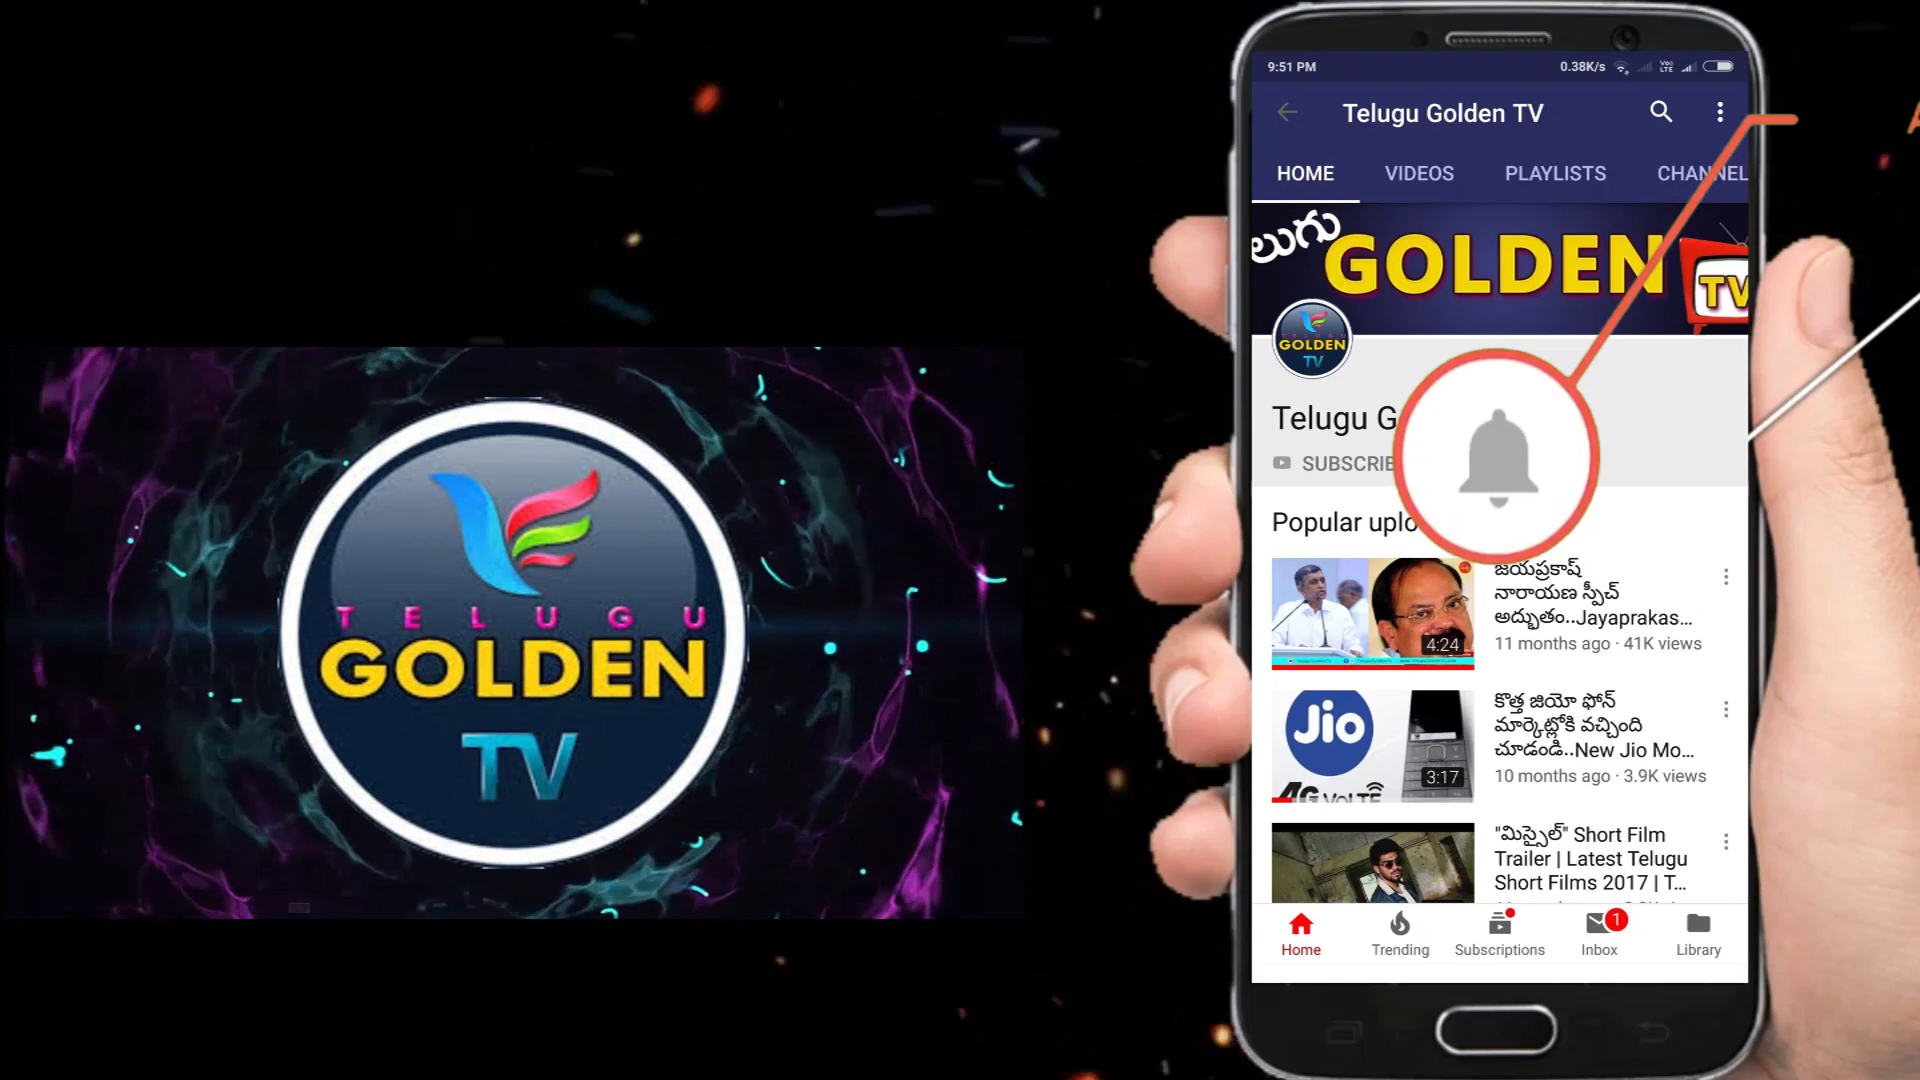 TELUGU
GOLDEN
TV
9:51 PM
0.38K/s
Telugu Golden TV
HOME VIDEOS PLAYLISTS CHANNEL
లుగు
GOLDEN
TV
TELUGU
GOLDEN
TV
Telugu G
SUBSCRIB
Popular uplo
జయప్రకాష్
నారాయణ స్పీచ్
అద్భుతం..Jayaprakas...
11 months ago · 41K views
4:24
Jio
4G VoLTE
3:17
కొత్త జియో ఫోన్
మార్కెట్లోకి వచ్చింది
చూడండి..New Jio Mo...
10 months ago · 3.9K views
"మిస్సైల్" Short Film
Trailer | Latest Telugu
Short Films 2017 | T...
Home Trending Subscriptions Inbox Library
1